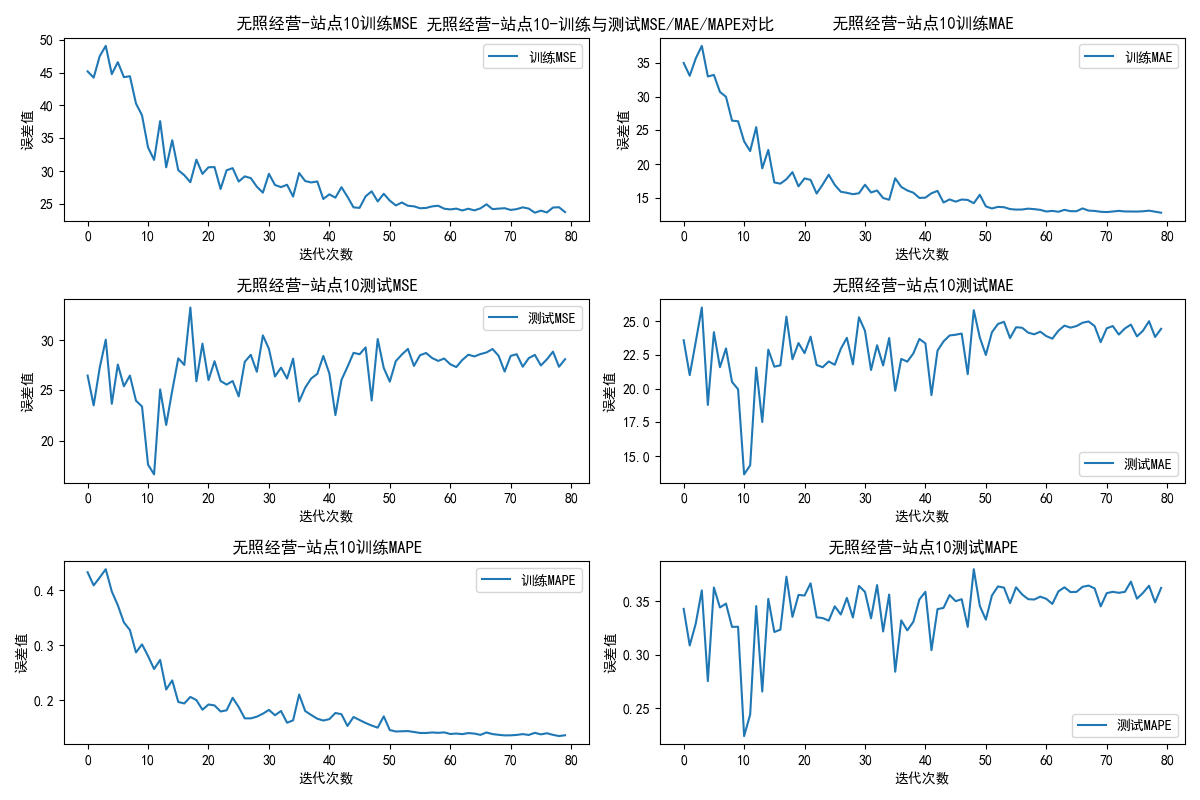 无照经营-站点10-训练与测试MSE/MAE/MAPE对比
无照经营-站点10训练MSE
误差值
50
45
40
35
30
25
训练MSE
0 10 20 30 40 50 60 70 80
迭代次数
无照经营-站点10训练MAE
误差值
35
30
25
20
15
训练MAE
0 10 20 30 40 50 60 70 80
迭代次数
无照经营-站点10测试MSE
误差值
30
25
20
测试MSE
0 10 20 30 40 50 60 70 80
迭代次数
无照经营-站点10测试MAE
误差值
25.0
22.5
20.0
17.5
15.0
测试MAE
0 10 20 30 40 50 60 70 80
迭代次数
无照经营-站点10训练MAPE
误差值
0.4
0.3
0.2
训练MAPE
0 10 20 30 40 50 60 70 80
迭代次数
无照经营-站点10测试MAPE
误差值
0.35
0.30
0.25
测试MAPE
0 10 20 30 40 50 60 70 80
迭代次数